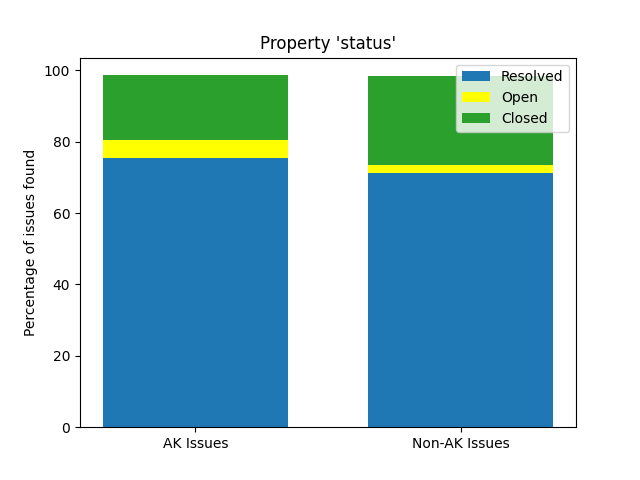 Property 'status'
Percentage of issues found
100
80
60
40
20
0
Resolved
Open
Closed
AK Issues
Non-AK Issues